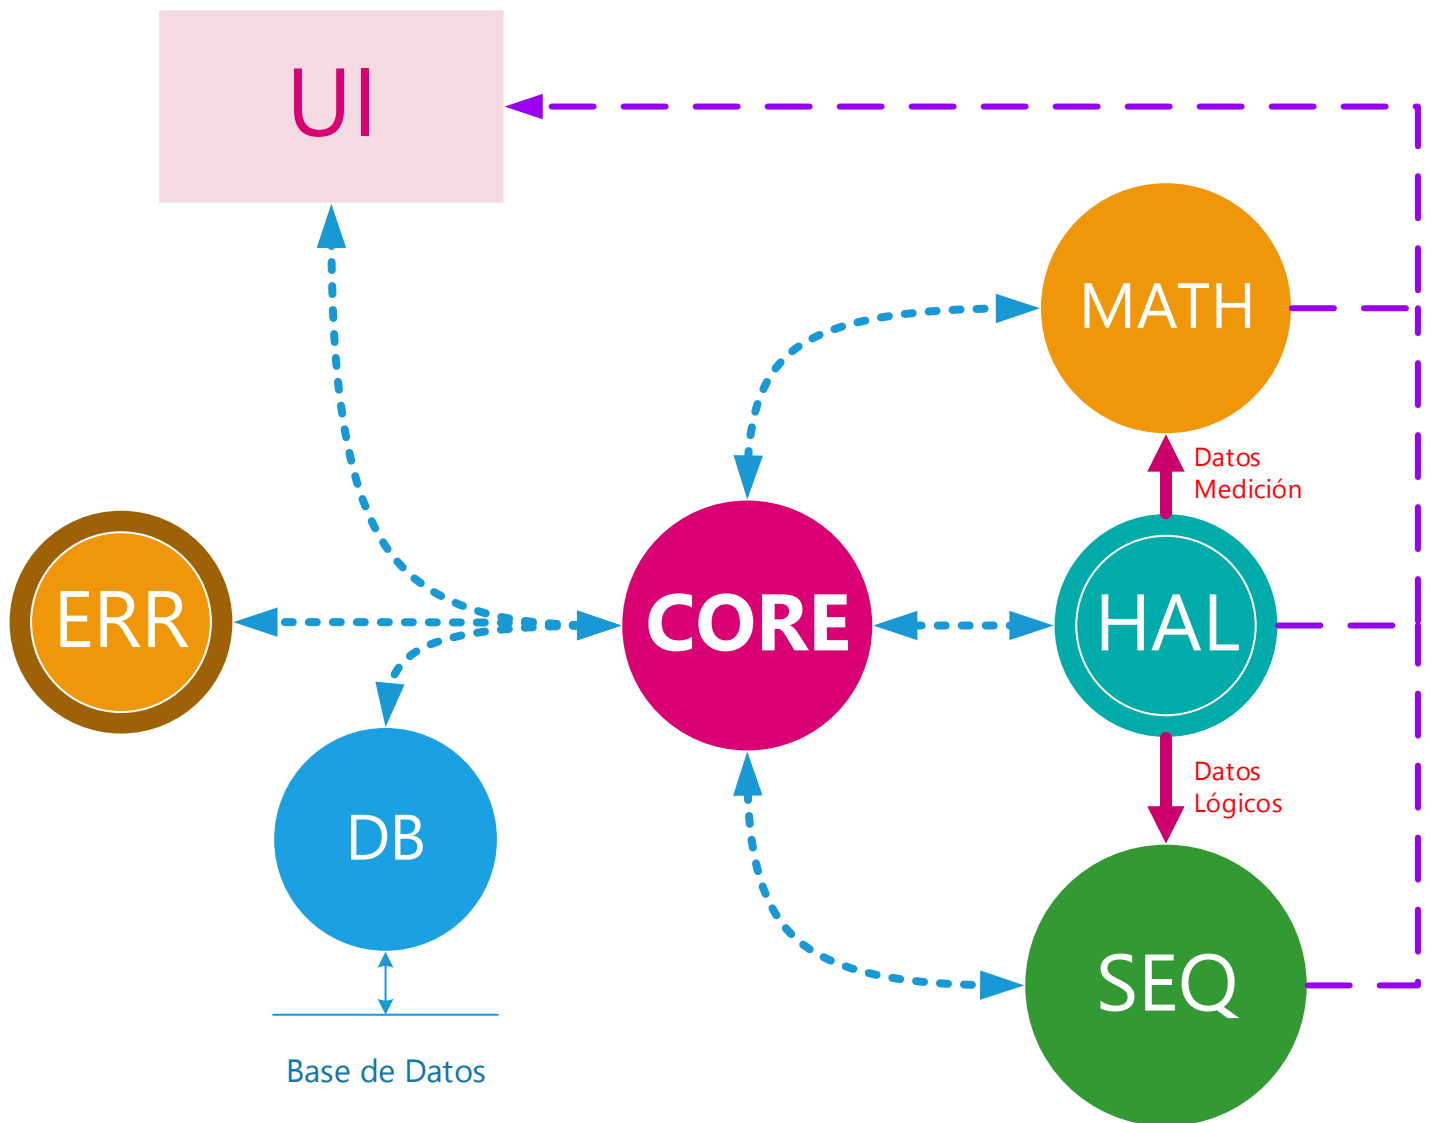 UI
MATH
Datos
Medición
ERR
CORE
HAL
Datos
Lógicos
DB
SEQ
Base de Datos